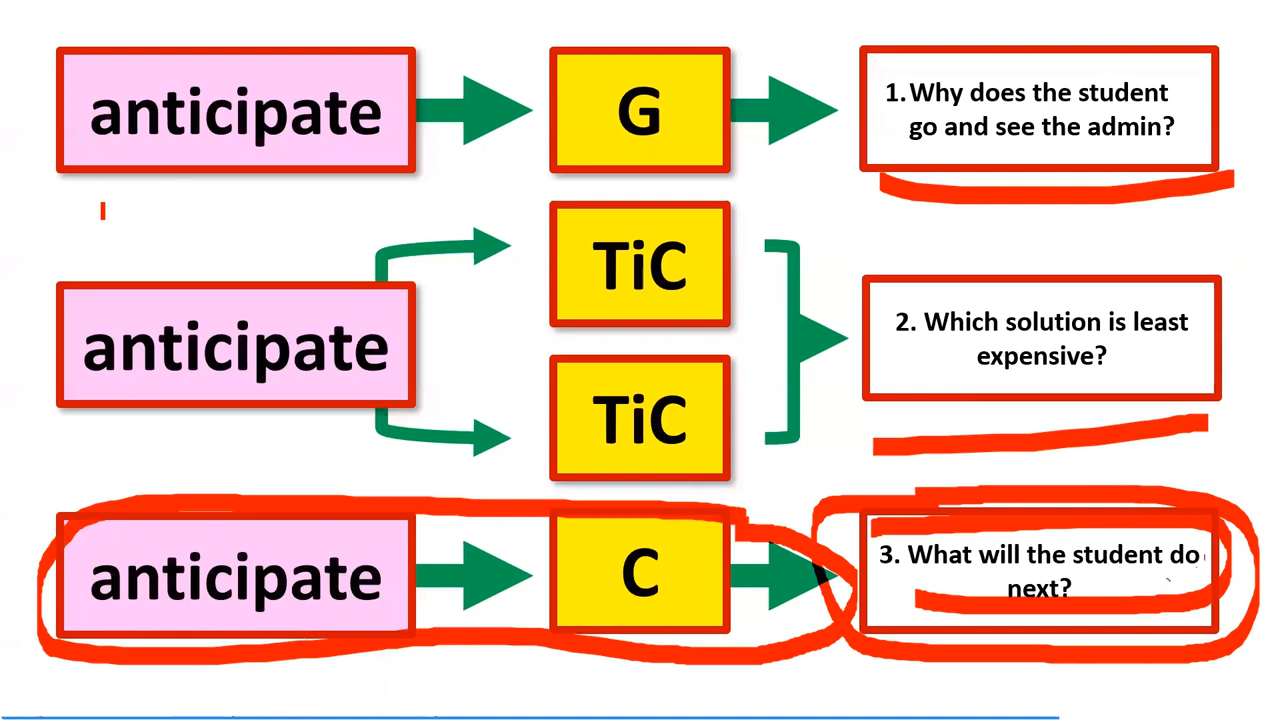 anticipate
G
1. Why does the student
go and see the admin?
anticipate
TiC
TiC
2. Which solution is least
expensive?
anticipate
C
3. What will the student do
next?